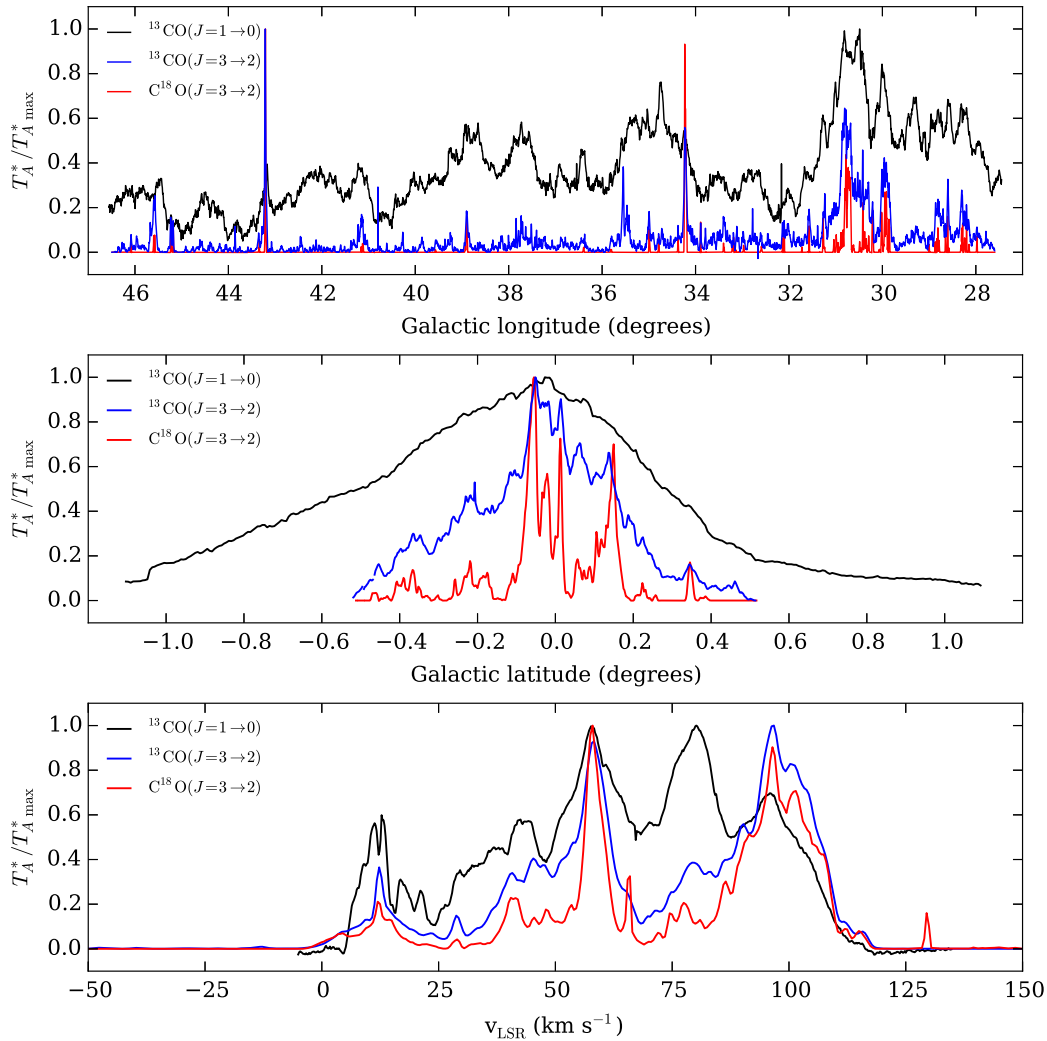 1.0
0.8
0.6
0.4
0.2
0.0
T*A/T*A max
¹³CO(J=1→0)
¹³CO(J=3→2)
C¹⁸O(J=3→2)
46 44 42 40 38 36 34 32 30 28
Galactic longitude (degrees)
1.0
0.8
0.6
0.4
0.2
0.0
T*A/T*A max
¹³CO(J=1→0)
¹³CO(J=3→2)
C¹⁸O(J=3→2)
−1.0 −0.8 −0.6 −0.4 −0.2 0.0 0.2 0.4 0.6 0.8 1.0
Galactic latitude (degrees)
1.0
0.8
0.6
0.4
0.2
0.0
T*A/T*A max
¹³CO(J=1→0)
¹³CO(J=3→2)
C¹⁸O(J=3→2)
−50 −25 0 25 50 75 100 125 150
vLSR (km s⁻¹)